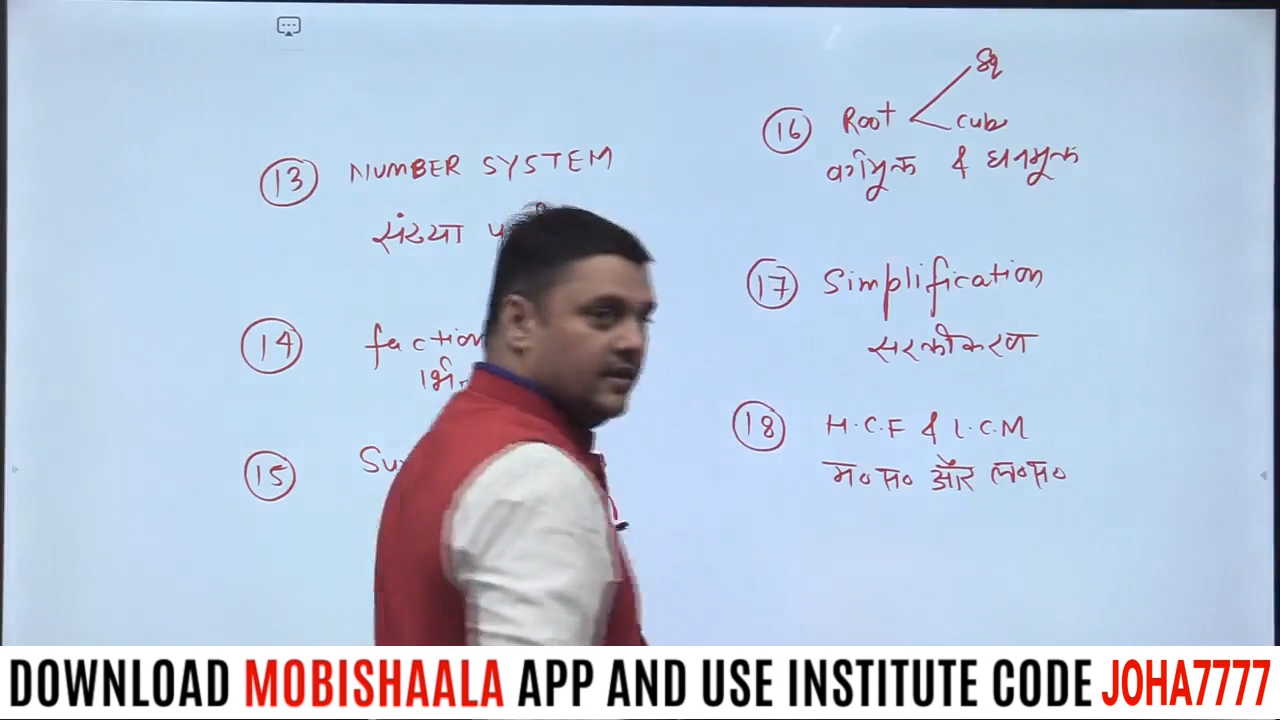 13 NUMBER SYSTEM
संख्या
14 faction
15
Sq
16 Root cube
वर्गमूल & घनमूल
17 Simplification
सरलीकरण
18 H.C.F & L.C.M
म०स० और ल०स०
DOWNLOAD MOBISHAALA APP AND USE INSTITUTE CODE JOHA7777